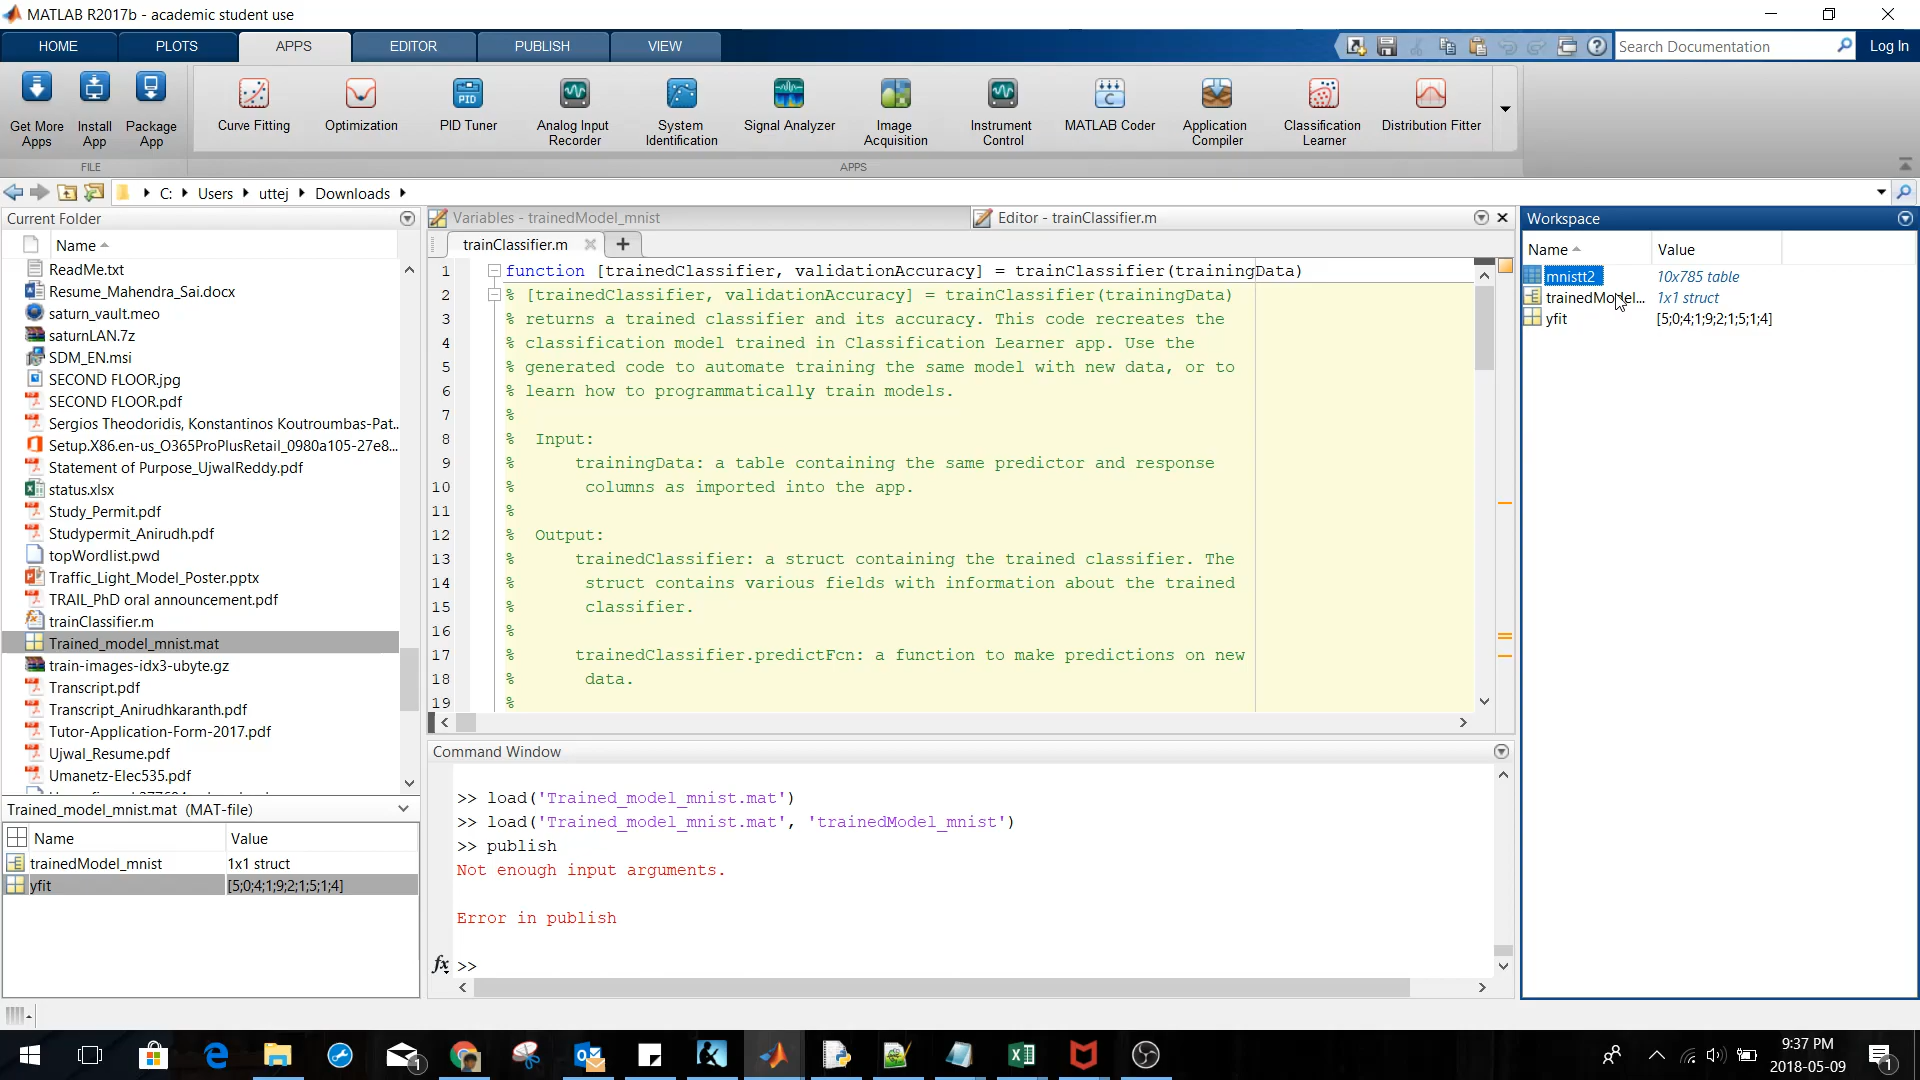 MATLAB R2017b - academic student use
HOME PLOTS APPS EDITOR PUBLISH VIEW
Search Documentation Log In
Get More Apps
Install App
Package App
Curve Fitting
Optimization
PID
PID Tuner
Analog Input Recorder
System Identification
Signal Analyzer
Image Acquisition
Instrument Control
C
MATLAB Coder
Application Compiler
Classification Learner
Distribution Fitter
FILE APPS
C: Users uttej Downloads
Current Folder
Name
ReadMe.txt
Resume_Mahendra_Sai.docx
saturn_vault.meo
saturnLAN.7z
SDM_EN.msi
SECOND FLOOR.jpg
SECOND FLOOR.pdf
Sergios Theodoridis, Konstantinos Koutroumbas-Pat...
Setup.X86.en-us_O365ProPlusRetail_0980a105-27e8...
Statement of Purpose_UjwalReddy.pdf
status.xlsx
Study_Permit.pdf
Studypermit_Anirudh.pdf
topWordlist.pwd
Traffic_Light_Model_Poster.pptx
TRAIL_PhD oral announcement.pdf
trainClassifier.m
Trained_model_mnist.mat
train-images-idx3-ubyte.gz
Transcript.pdf
Transcript_Anirudhkaranth.pdf
Tutor-Application-Form-2017.pdf
Ujwal_Resume.pdf
Umanetz-Elec535.pdf
Trained_model_mnist.mat (MAT-file)
Name Value
trainedModel_mnist 1x1 struct
yfit [5;0;4;1;9;2;1;5;1;4]
Variables - trainedModel_mnist
Editor - trainClassifier.m
trainClassifier.m
1 function [trainedClassifier, validationAccuracy] = trainClassifier(trainingData)
2 % [trainedClassifier, validationAccuracy] = trainClassifier(trainingData)
3 % returns a trained classifier and its accuracy. This code recreates the
4 % classification model trained in Classification Learner app. Use the
5 % generated code to automate training the same model with new data, or to
6 % learn how to programmatically train models.
7 %
8 % Input:
9 % trainingData: a table containing the same predictor and response
10 % columns as imported into the app.
11 %
12 % Output:
13 % trainedClassifier: a struct containing the trained classifier. The
14 % struct contains various fields with information about the trained
15 % classifier.
16 %
17 % trainedClassifier.predictFcn: a function to make predictions on new
18 % data.
19 %
Command Window
>> load('Trained_model_mnist.mat')
>> load('Trained_model_mnist.mat', 'trainedModel_mnist')
>> publish
Not enough input arguments.
Error in publish
fx >>
Workspace
Name Value
mnistt2 10x785 table
trainedModel... 1x1 struct
yfit [5;0;4;1;9;2;1;5;1;4]
1
9:37 PM
2018-05-09
1